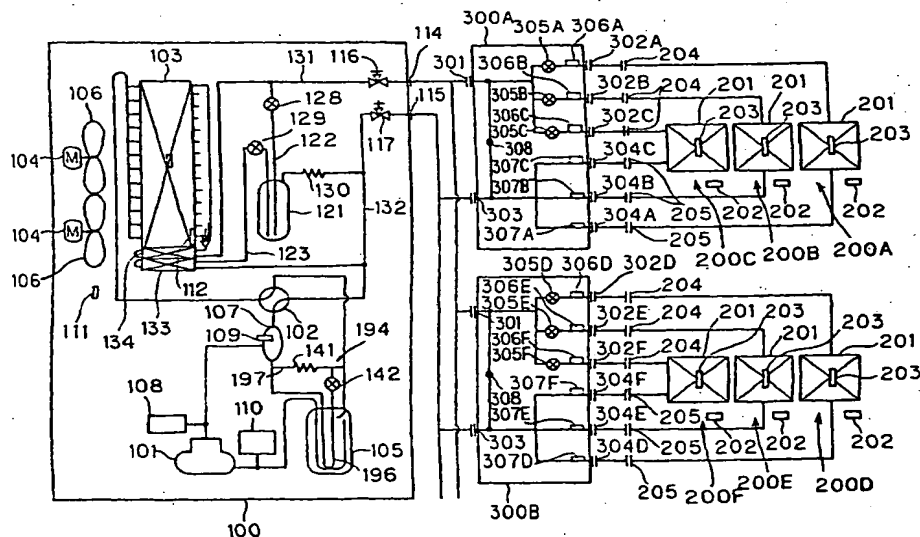 300A
305A 306A
114
116
103
131
301
302A 204
306B
302B 204
106
128
115
305B
201 201
129
117
306C
302C
201
104 M
122
305C
203 203
203
308
304C
307C
121
307B
304B
130
132
104 M
303
304A
205
202 202
202
307A
205
200C 200B
200A
123
305D 306D
302D 204
106
112
306E
134
133
107
102
305E
302E 204
201 203 201
111
109
301
203
306F
302F 204
201
305F
141
194
307F
304F
203
197
142
308
307E
304E
205
108
110
303
304D
205
202 202
202
101
105
307D
205
200F 200E 200D
196
300B
100